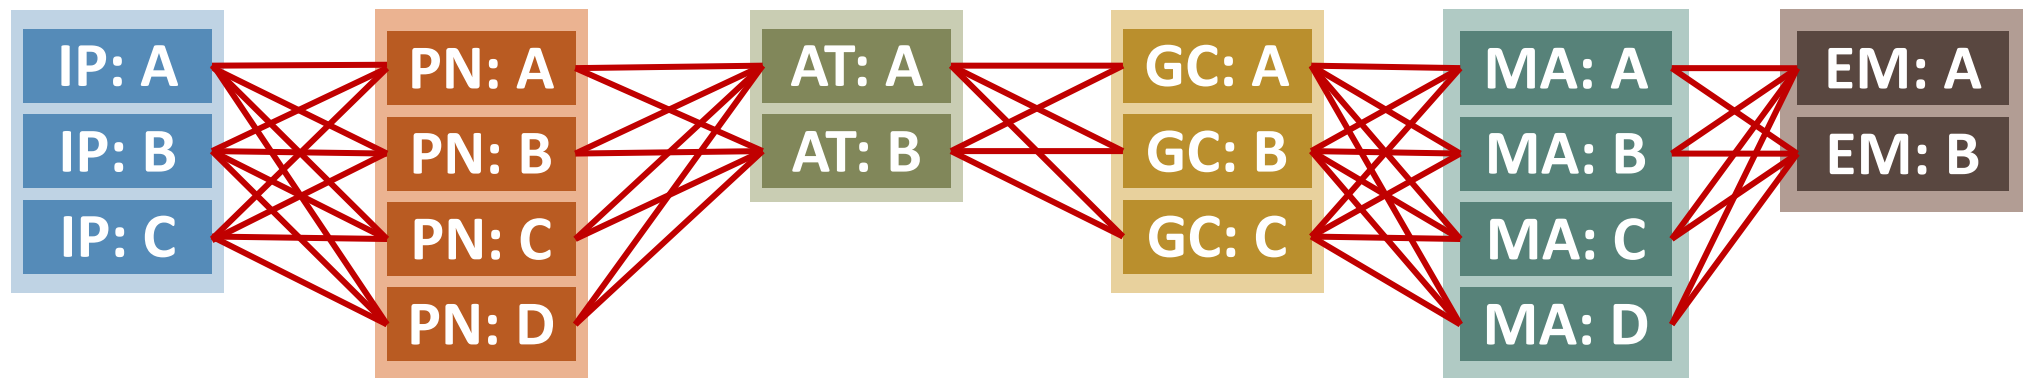 IP: A
IP: B
IP: C
PN: A
PN: B
PN: C
PN: D
AT: A
AT: B
GC: A
GC: B
GC: C
MA: A
MA: B
MA: C
MA: D
EM: A
EM: B